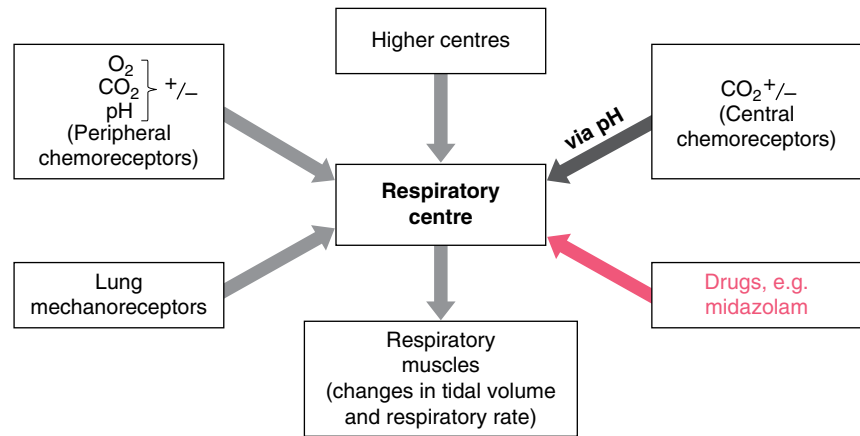 Higher centres
O₂
CO₂
pH
+/−
(Peripheral
chemoreceptors)
CO₂+/−
(Central
chemoreceptors)
via pH
Respiratory
centre
Lung
mechanoreceptors
Drugs, e.g.
midazolam
Respiratory
muscles
(changes in tidal volume
and respiratory rate)